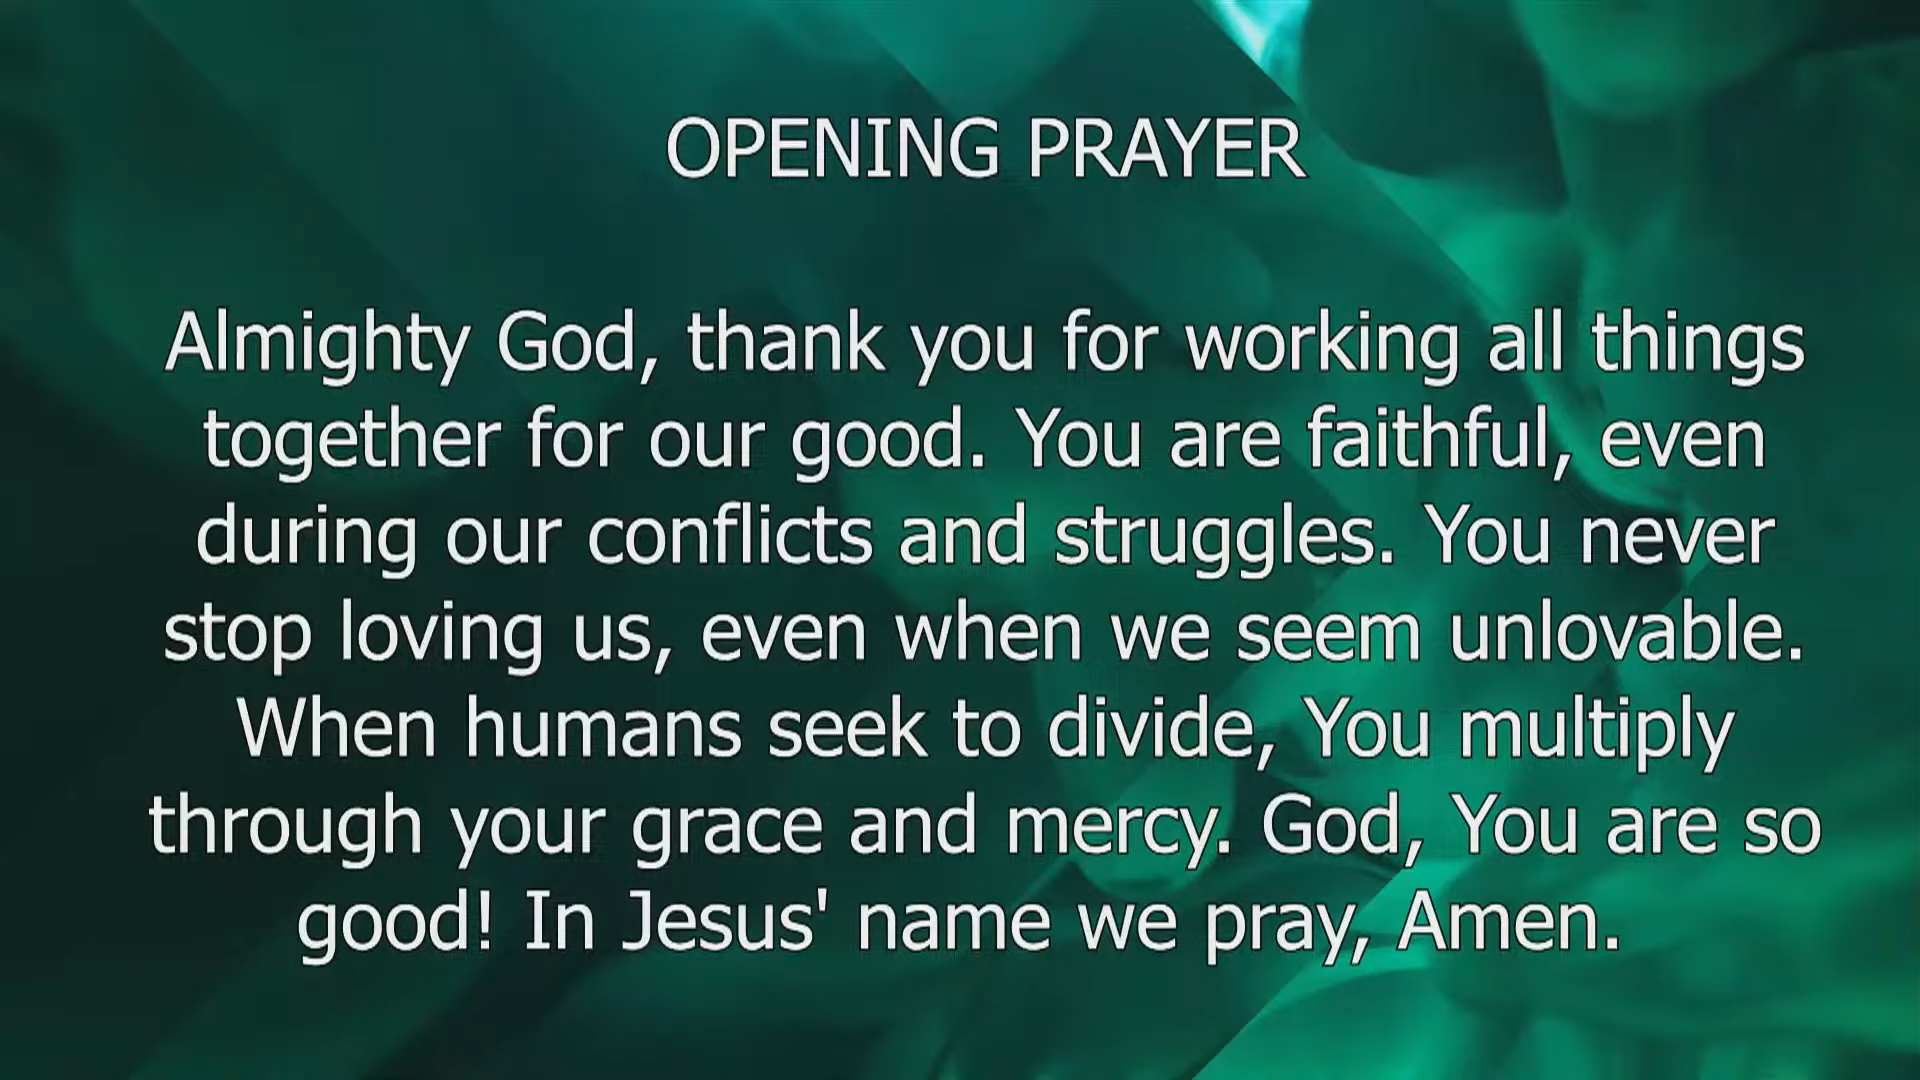 OPENING PRAYER
Almighty God, thank you for working all things
together for our good. You are faithful, even
during our conflicts and struggles. You never
stop loving us, even when we seem unlovable.
When humans seek to divide, You multiply
through your grace and mercy. God, You are so
good! In Jesus' name we pray, Amen.